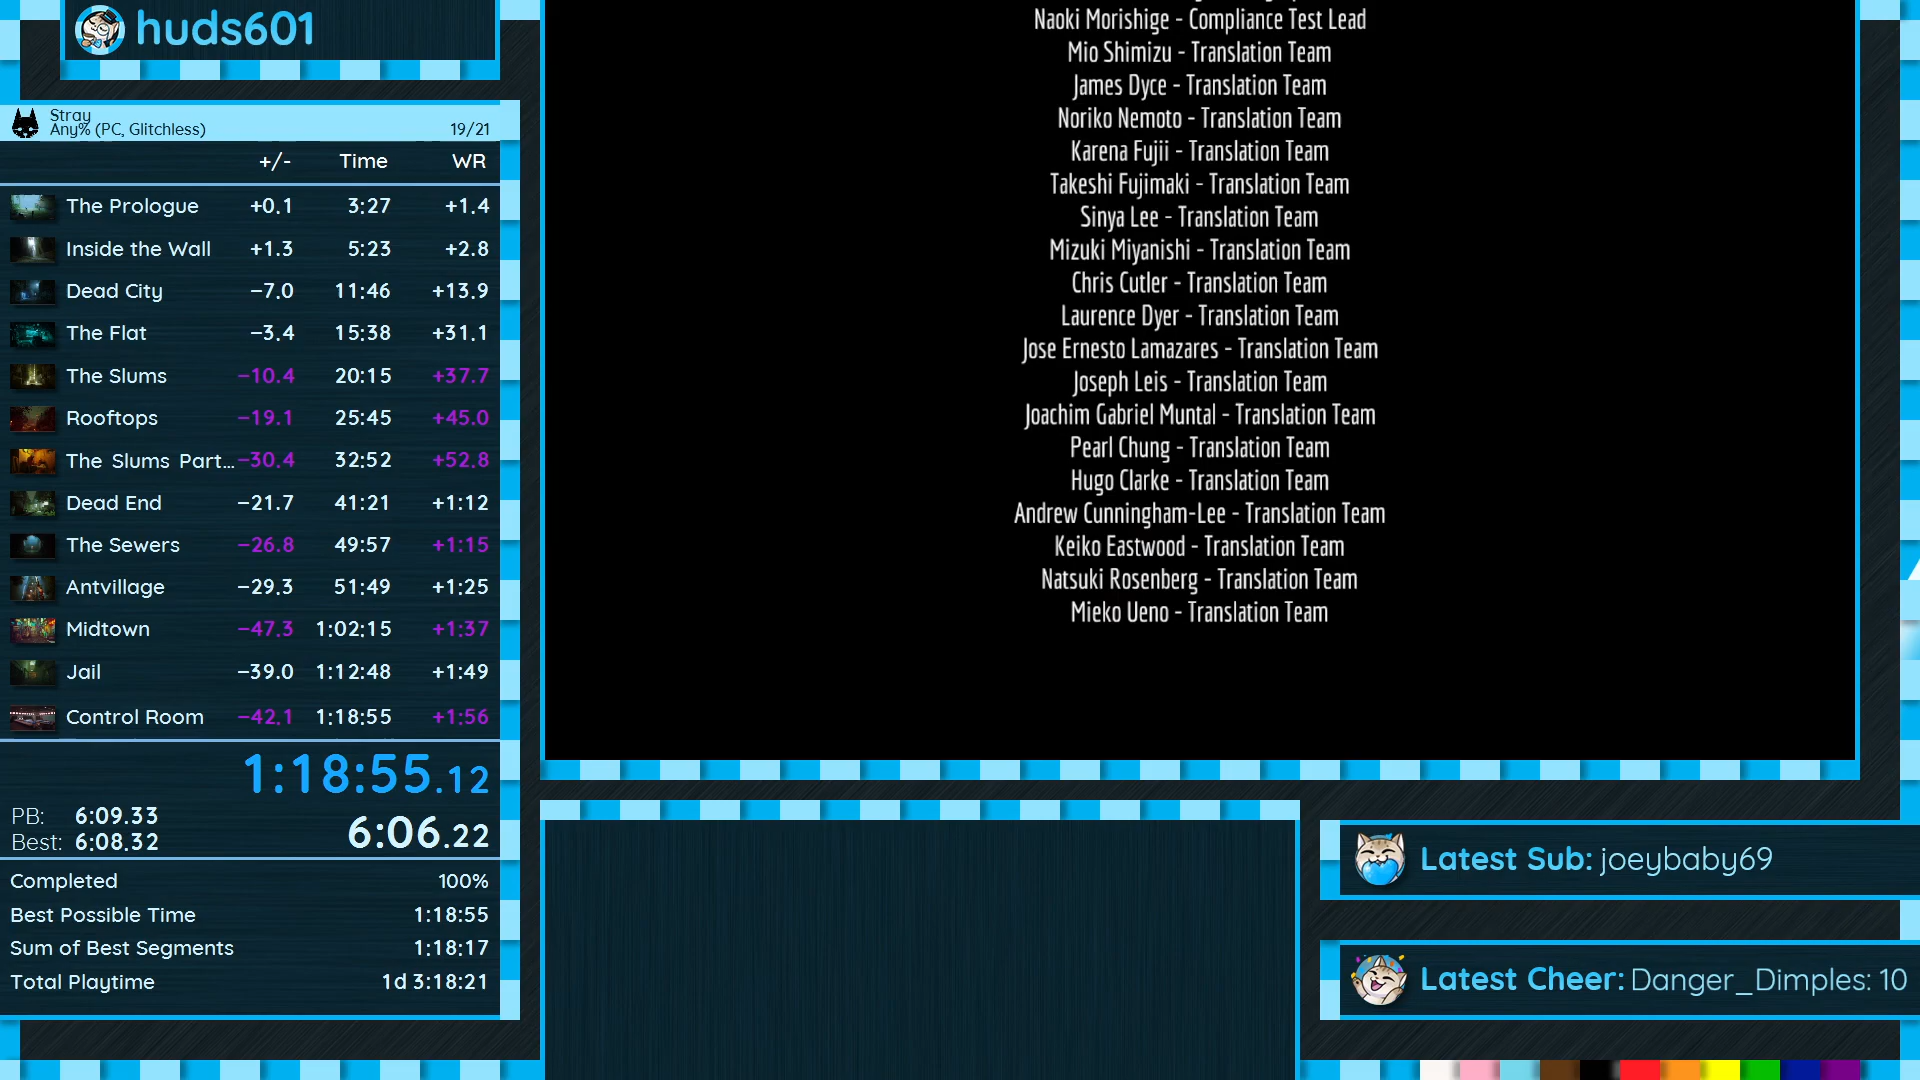 huds601
Stray
Any% (PC, Glitchless) 19/21
+/- Time WR
The Prologue +0.1 3:27 +1.4
Inside the Wall +1.3 5:23 +2.8
Dead City −7.0 11:46 +13.9
The Flat −3.4 15:38 +31.1
The Slums −10.4 20:15 +37.7
Rooftops −19.1 25:45 +45.0
The Slums Part... −30.4 32:52 +52.8
Dead End −21.7 41:21 +1:12
The Sewers −26.8 49:57 +1:15
Antvillage −29.3 51:49 +1:25
Midtown −47.3 1:02:15 +1:37
Jail −39.0 1:12:48 +1:49
Control Room −42.1 1:18:55 +1:56
1:18:55.12
PB: 6:09.33
Best: 6:08.32
6:06.22
Completed 100%
Best Possible Time 1:18:55
Sum of Best Segments 1:18:17
Total Playtime 1d 3:18:21
Naoki Morishige - Compliance Test Lead
Mio Shimizu - Translation Team
James Dyce - Translation Team
Noriko Nemoto - Translation Team
Karena Fujii - Translation Team
Takeshi Fujimaki - Translation Team
Sinya Lee - Translation Team
Mizuki Miyanishi - Translation Team
Chris Cutler - Translation Team
Laurence Dyer - Translation Team
Jose Ernesto Lamazares - Translation Team
Joseph Leis - Translation Team
Joachim Gabriel Muntal - Translation Team
Pearl Chung - Translation Team
Hugo Clarke - Translation Team
Andrew Cunningham-Lee - Translation Team
Keiko Eastwood - Translation Team
Natsuki Rosenberg - Translation Team
Mieko Ueno - Translation Team
Latest Sub: joeybaby69
Latest Cheer: Danger_Dimples: 10